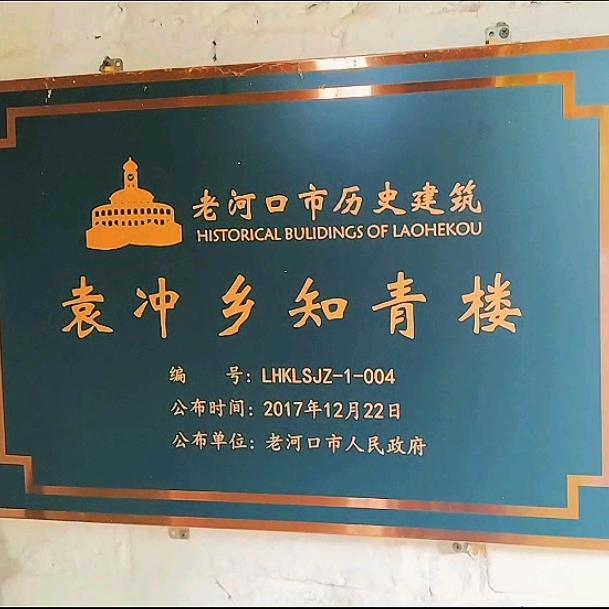 老河口市历史建筑
HISTORICAL BULIDINGS OF LAOHEKOU
袁冲乡知青楼
编 号: LHKLSJZ-1-004
公布时间: 2017年12月22日
公布单位: 老河口市人民政府